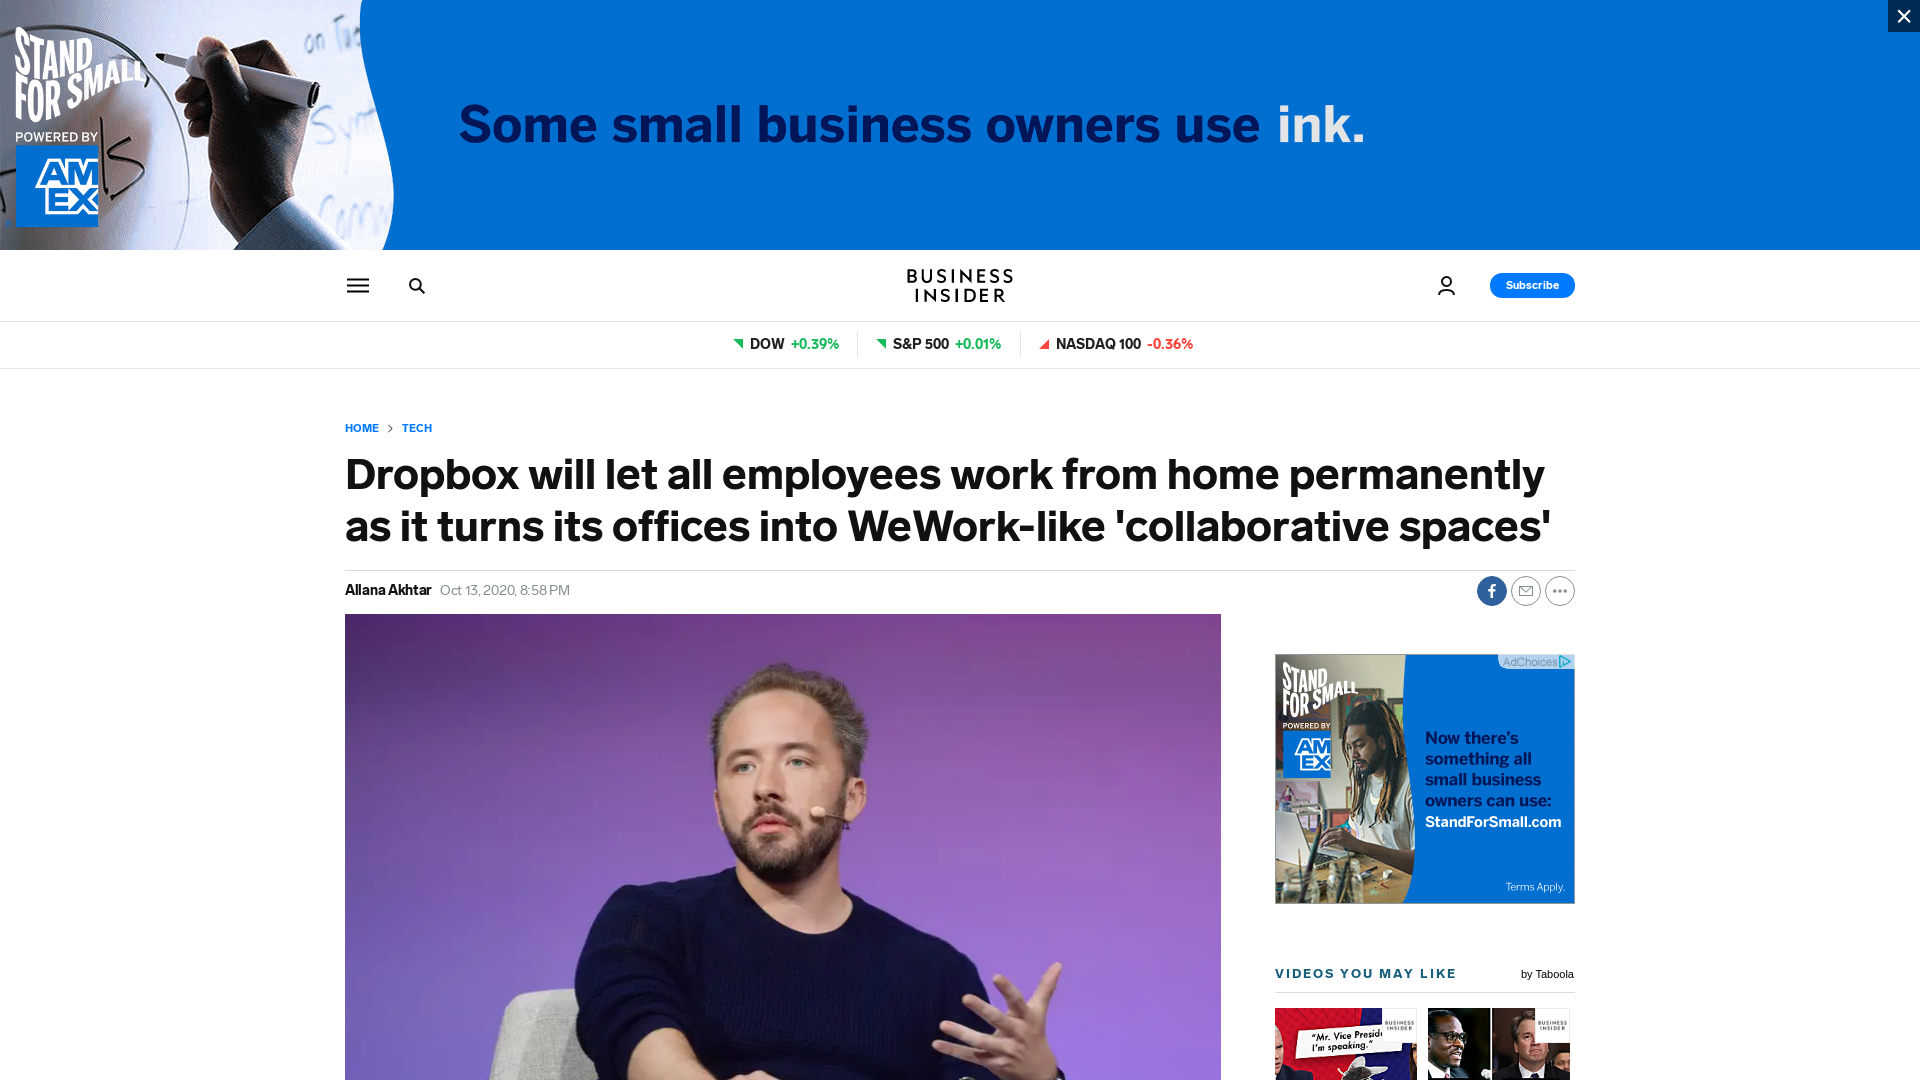 STAND
FOR SMALL
POWERED BY
AM
EX
on Tue
Some small business owners use ink.
BUSINESS
INSIDER
Subscribe
DOW +0.39%
S&P 500 +0.01%
NASDAQ 100 -0.36%
HOME > TECH
Dropbox will let all employees work from home permanently
as it turns its offices into WeWork-like 'collaborative spaces'
Allana Akhtar Oct 13, 2020, 8:58 PM
AdChoices
STAND
FOR SMALL
POWERED BY
AM
EX
Now there's
something all
small business
owners can use:
StandForSmall.com
Terms Apply.
VIDEOS YOU MAY LIKE
by Taboola
"Mr. Vice Preside
I'm speaking."
BUSINESS
INSIDER
BUSINESS
INSIDER